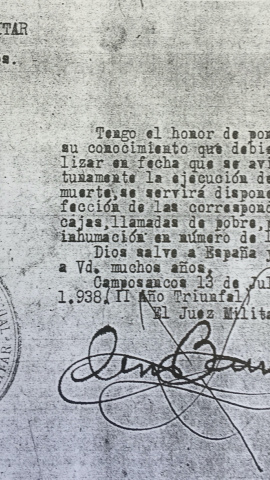 ITAR
os.
Tengo el honor de pon
su conocimiento que debie
lizar en fecha que se avi
tunamente la ejecución de
muerte, se servirá dispone
fección de las correspond
cajas, llamadas de pobre, p
inhumación en número de
Dios salve a España y
a Vd. muchos años.
Camposancos 13 de Jul
1.938, II Año Triunfal
El Juez Milita